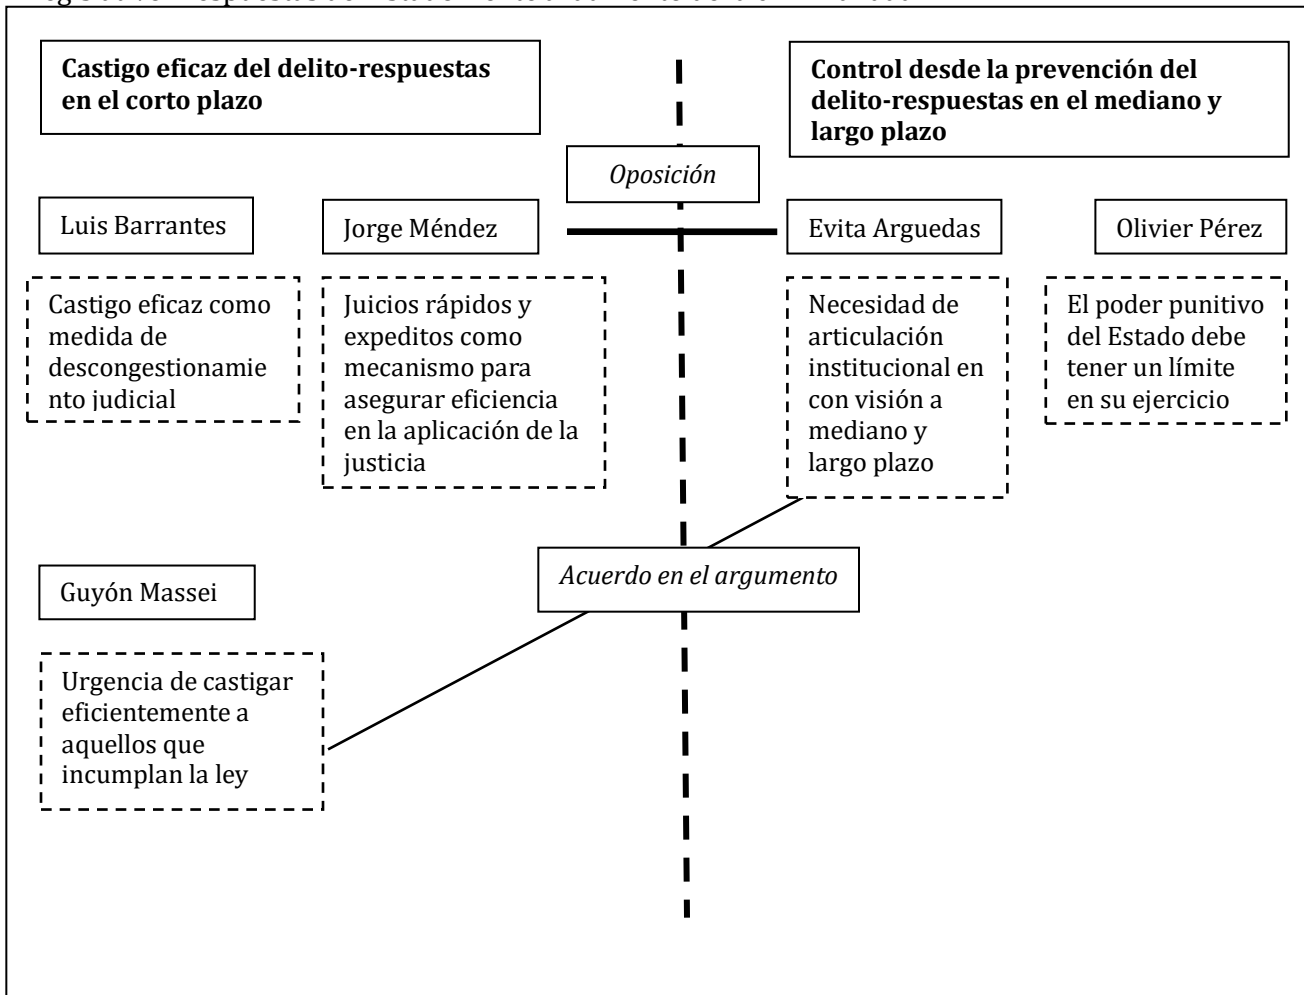 Castigo eficaz del delito-respuestas
en el corto plazo
Control desde la prevención del
delito-respuestas en el mediano y
largo plazo
Oposición
Luis Barrantes
Jorge Méndez
Evita Arguedas
Olivier Pérez
Castigo eficaz como
medida de
descongestionamie
nto judicial
Juicios rápidos y
expeditos como
mecanismo para
asegurar eficiencia
en la aplicación de la
justicia
Necesidad de
articulación
institucional en
con visión a
mediano y
largo plazo
El poder punitivo
del Estado debe
tener un límite
en su ejercicio
Acuerdo en el argumento
Guyón Massei
Urgencia de castigar
eficientemente a
aquellos que
incumplan la ley